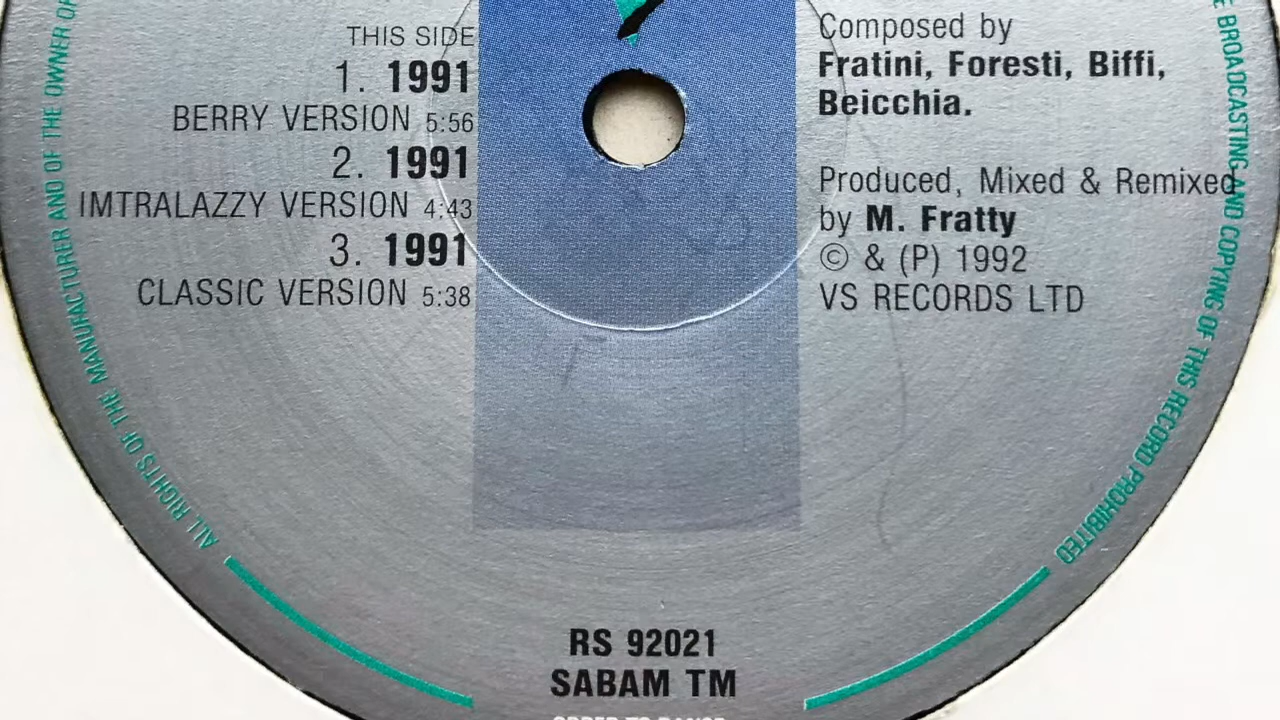 THIS SIDE
1. 1991
BERRY VERSION 5:56
2. 1991
IMTRALAZZY VERSION 4:43
3. 1991
CLASSIC VERSION 5:38
Composed by
Fratini, Foresti, Biffi,
Beicchia.
Produced, Mixed & Remixed
by M. Fratty
© & (P) 1992
VS RECORDS LTD
ALL RIGHTS OF THE MANUFACTURER AND OF THE OWNER OF
BROADCASTING AND COPYING OF THIS RECORD PROHIBITED
RS 92021
SABAM TM